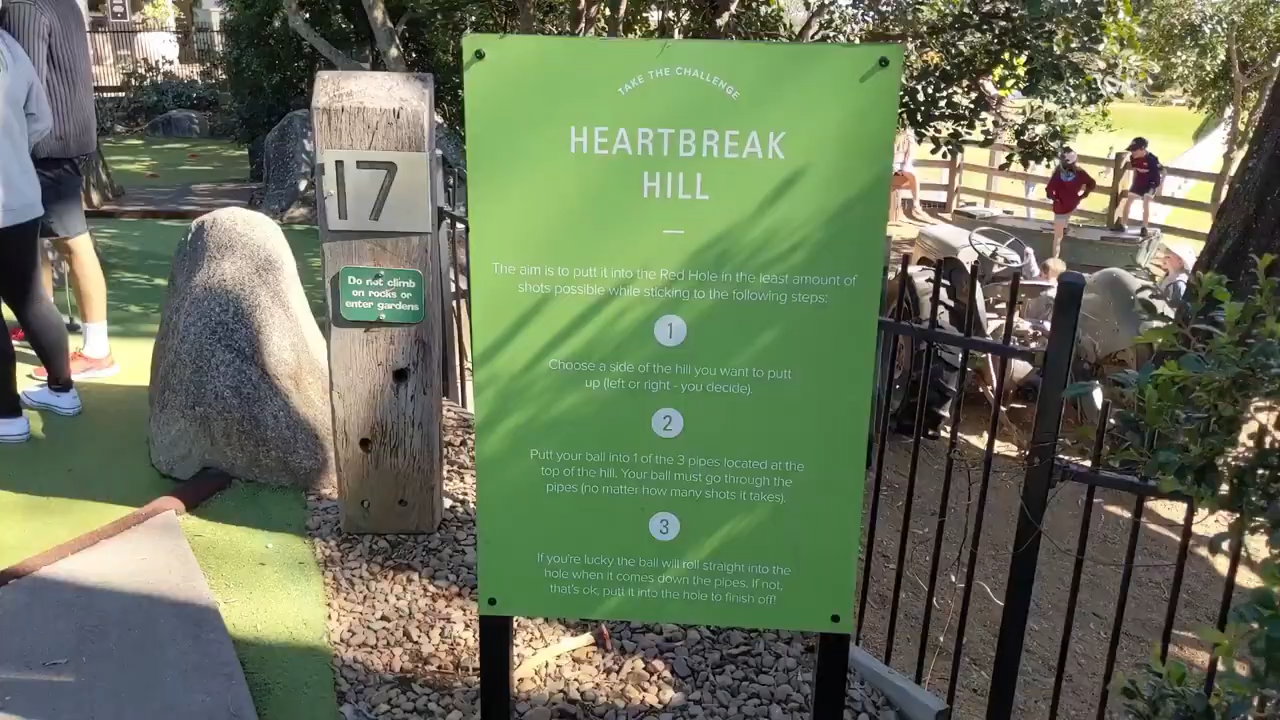 17
Do not climb
on rocks or
enter gardens
TAKE THE CHALLENGE
HEARTBREAK
HILL
The aim is to putt it into the Red Hole in the least amount of
shots possible while sticking to the following steps:
1
Choose a side of the hill you want to putt
up (left or right - you decide).
2
Putt your ball into 1 of the 3 pipes located at the
top of the hill. Your ball must go through the
pipes (no matter how many shots it takes).
3
If you're lucky the ball will roll straight into the
hole when it comes down the pipes. If not,
that's ok, putt it into the hole to finish off!